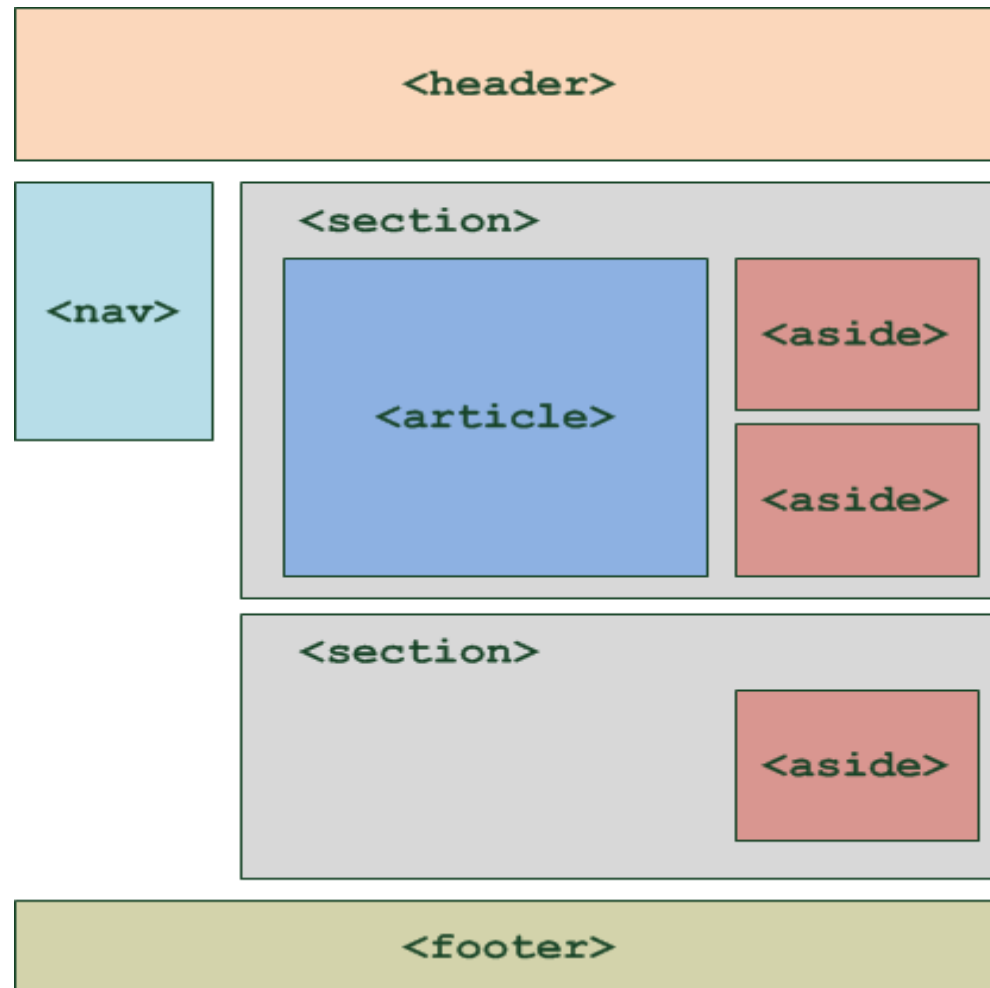 <header>
<nav>
<section>
<article>
<aside>
<aside>
<section>
<aside>
<footer>